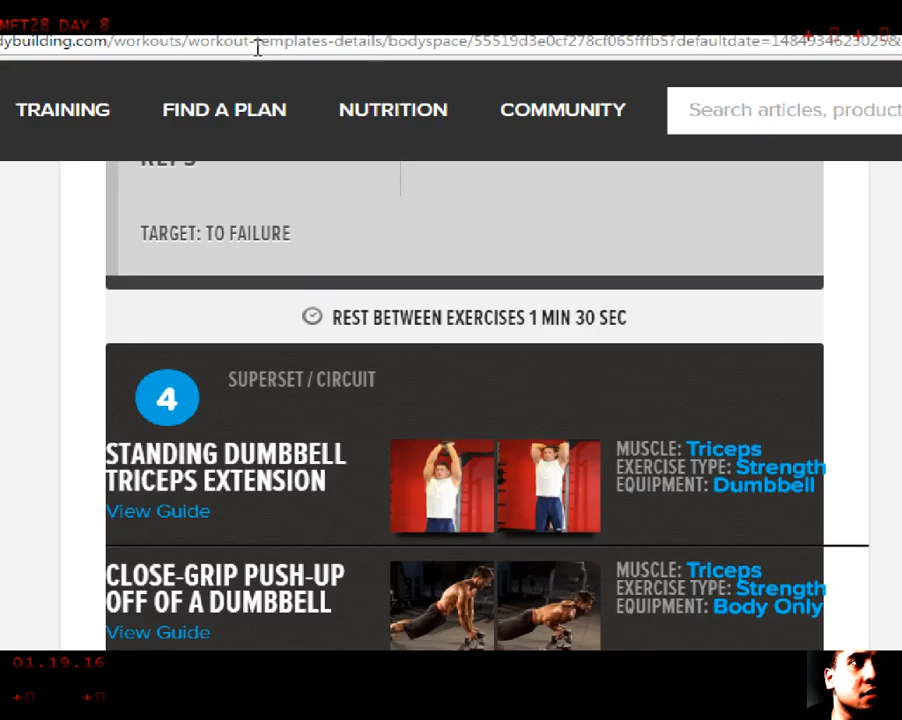 MFT28 DAY 8
dybuilding.com/workouts/workout-templates-details/bodyspace/55519d3e0cf278cf065fffb5?defaultdate=1484934623029&
TRAINING FIND A PLAN NUTRITION COMMUNITY Search articles, product
REPS
TARGET: TO FAILURE
REST BETWEEN EXERCISES 1 MIN 30 SEC
4 SUPERSET / CIRCUIT
STANDING DUMBBELL
TRICEPS EXTENSION
View Guide
MUSCLE: Triceps
EXERCISE TYPE: Strength
EQUIPMENT: Dumbbell
CLOSE-GRIP PUSH-UP
OFF OF A DUMBBELL
View Guide
MUSCLE: Triceps
EXERCISE TYPE: Strength
EQUIPMENT: Body Only
01.19.16